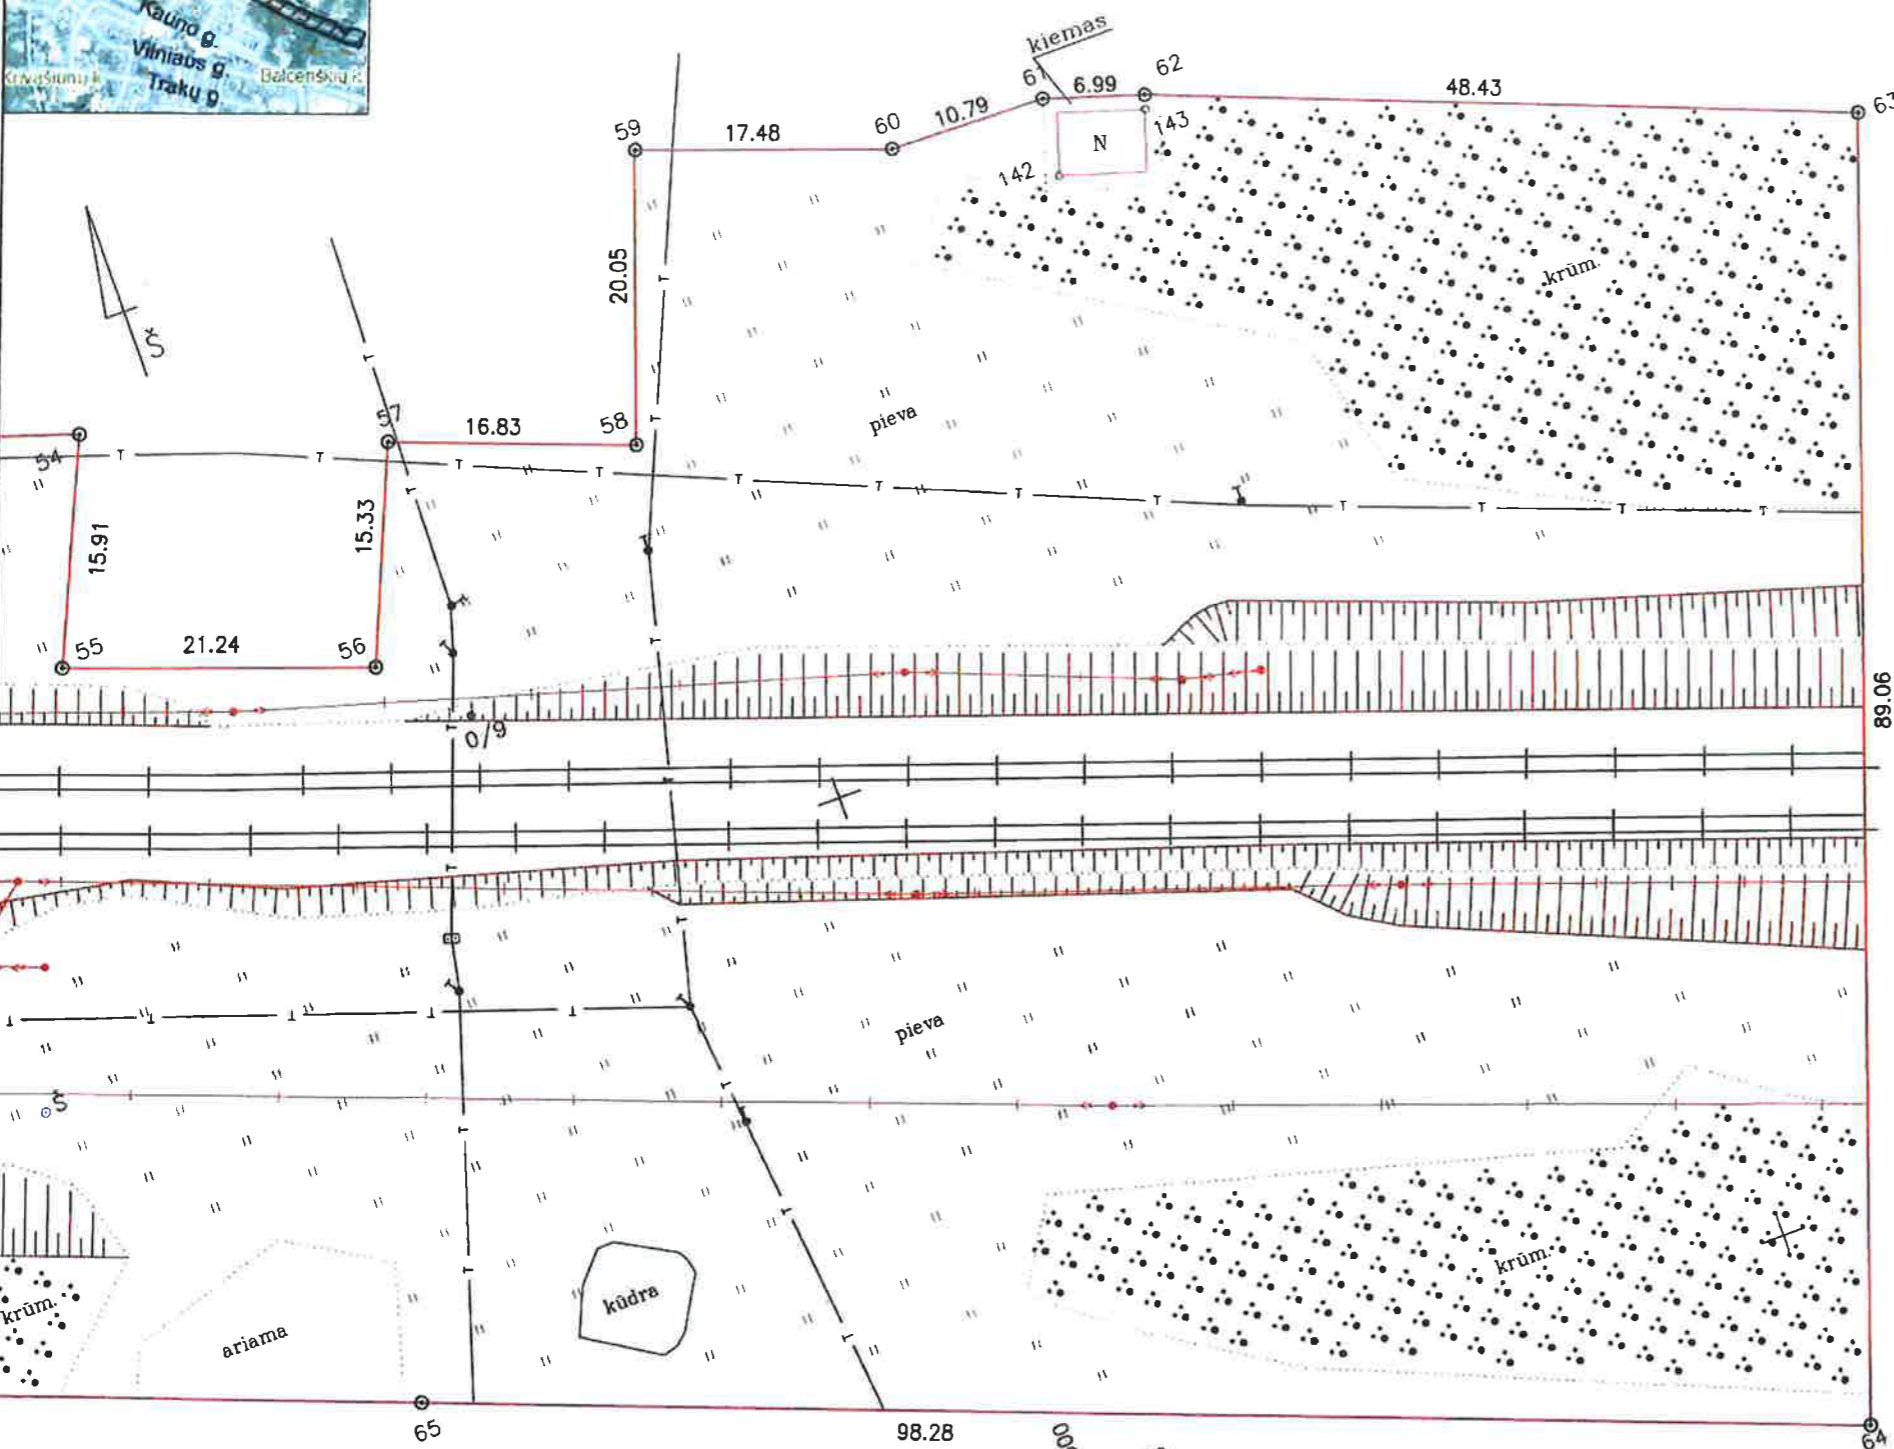 Kauno g.
Vilniaus g.
Trakų g.
kiemas
59
17.48
60
10.79
61
6.99
62
48.43
63
143
N
142
20.05
krūm.
Š
57
16.83
58
pieva
54
15.91
15.33
55
21.24
56
89.06
0/9
pieva
Š
krūm.
ariama
kūdra
krūm.
65
98.28
64